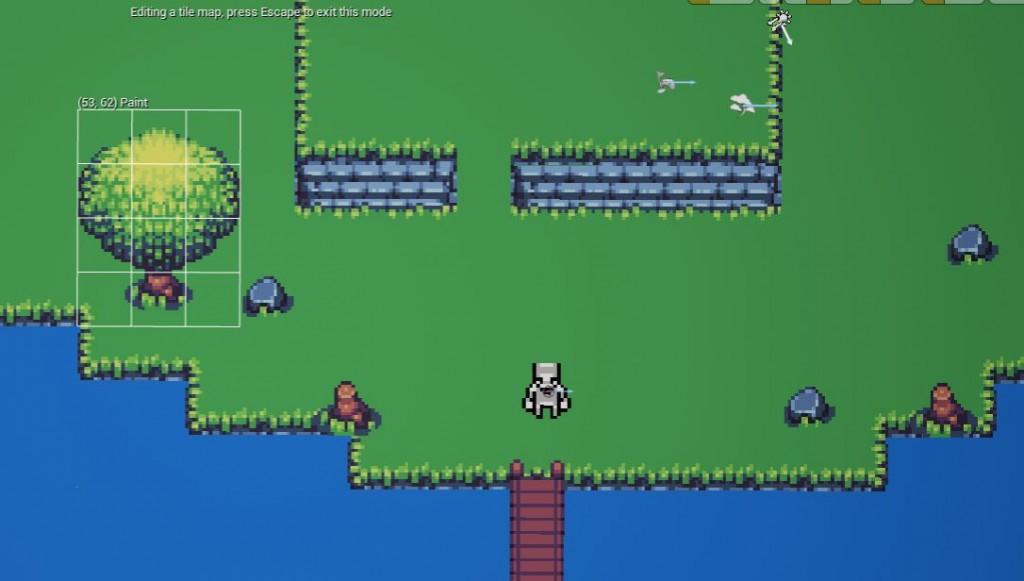 Editing a tile map, press Escape to exit this mode
(53, 62) Paint